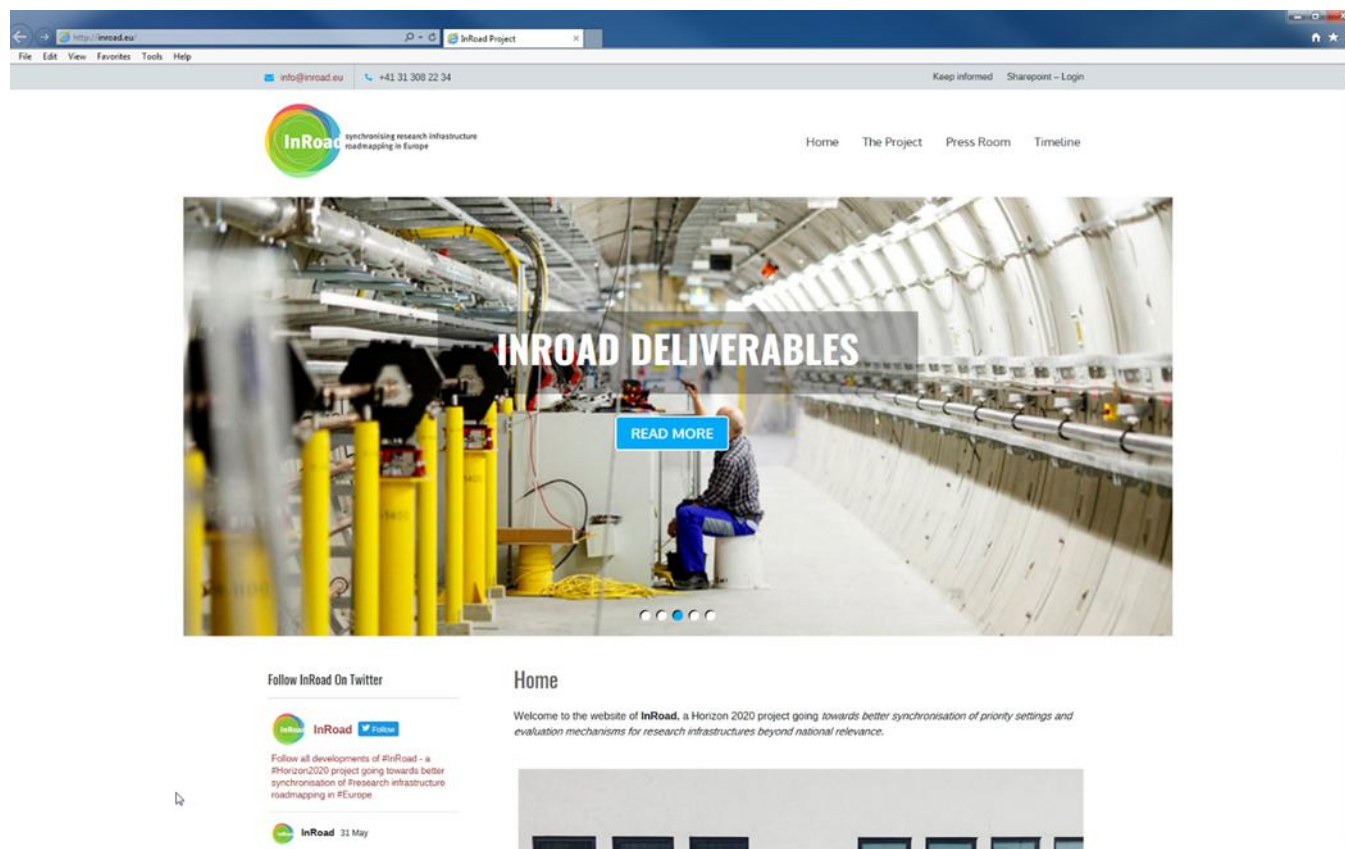 http://inroad.eu/
InRoad Project
File Edit View Favorites Tools Help
info@inroad.eu +41 31 308 22 34
Keep informed Sharepoint – Login
InRoad synchronising research infrastructure
roadmapping in Europe
Home The Project Press Room Timeline
INROAD DELIVERABLES
READ MORE
Follow InRoad On Twitter
InRoad Follow
Follow all developments of #InRoad - a
#Horizon2020 project going towards better
synchronisation of #research infrastructure
roadmapping in #Europe
InRoad 31 May
Home
Welcome to the website of InRoad, a Horizon 2020 project going towards better synchronisation of priority settings and
evaluation mechanisms for research infrastructures beyond national relevance.